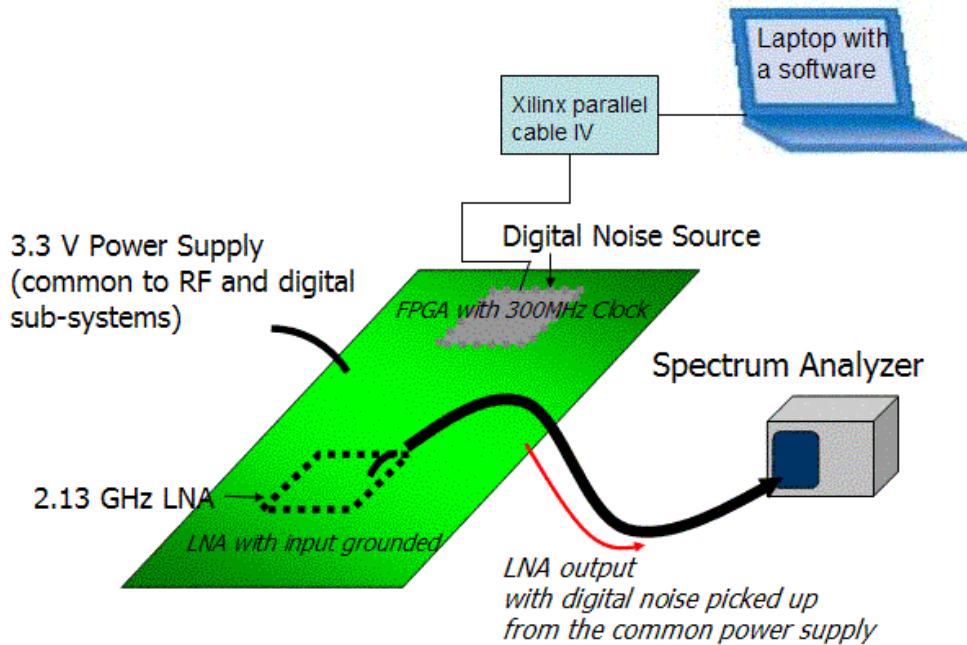 Laptop with
a software
Xilinx parallel
cable IV
3.3 V Power Supply
(common to RF and digital
sub-systems)
Digital Noise Source
FPGA with 300MHz Clock
Spectrum Analyzer
2.13 GHz LNA
LNA with input grounded
LNA output
with digital noise picked up
from the common power supply